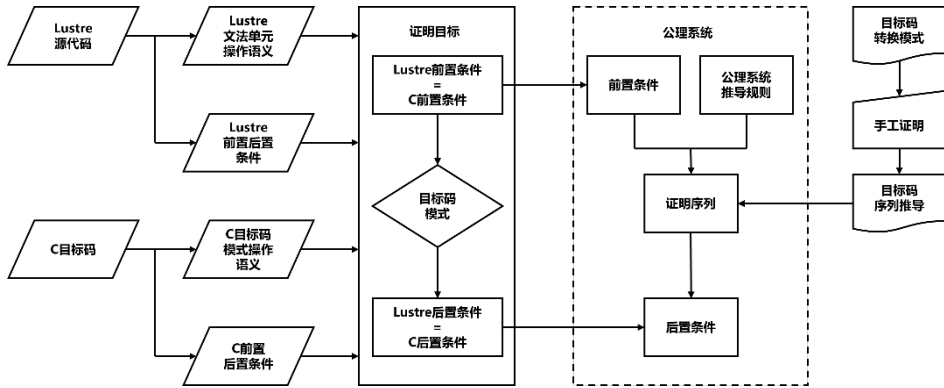 Lustre
源代码
Lustre
文法单元
操作语义
Lustre
前置后置
条件
C目标码
C目标码
模式操作
语义
C前置
后置条件
证明目标
Lustre前置条件
=
C前置条件
目标码
模式
Lustre后置条件
=
C后置条件
公理系统
前置条件
公理系统
推导规则
证明序列
后置条件
目标码
转换模式
手工证明
目标码
序列推导